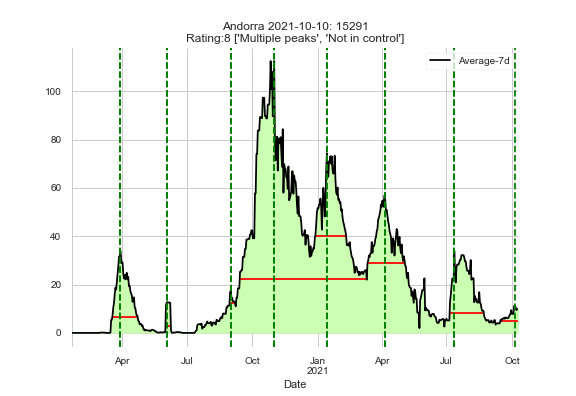 Andorra 2021-10-10: 15291
Rating:8 ['Multiple peaks', 'Not in control']
Average-7d
100
80
60
40
20
0
Apr Jul Oct Jan Apr Jul Oct
2021
Date